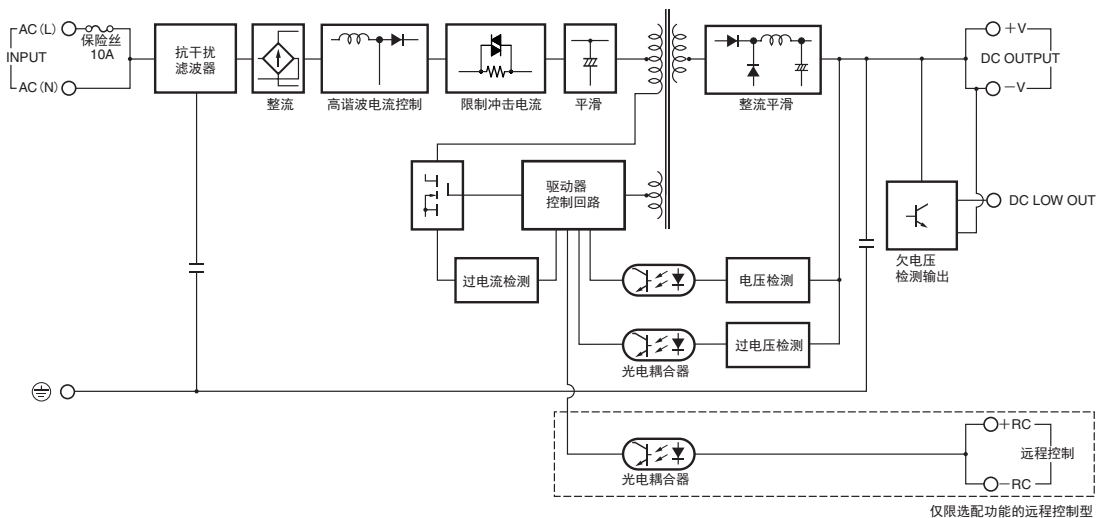 AC(L)
保险丝
10A
INPUT
AC(N)
抗干扰
滤波器
整流
高谐波电流控制
限制冲击电流
平滑
整流平滑
+V
DC OUTPUT
−V
驱动器
控制回路
DC LOW OUT
欠电压
检测输出
过电流检测
电压检测
过电压检测
光电耦合器
+RC
远程控制
−RC
光电耦合器
仅限选配功能的远程控制型